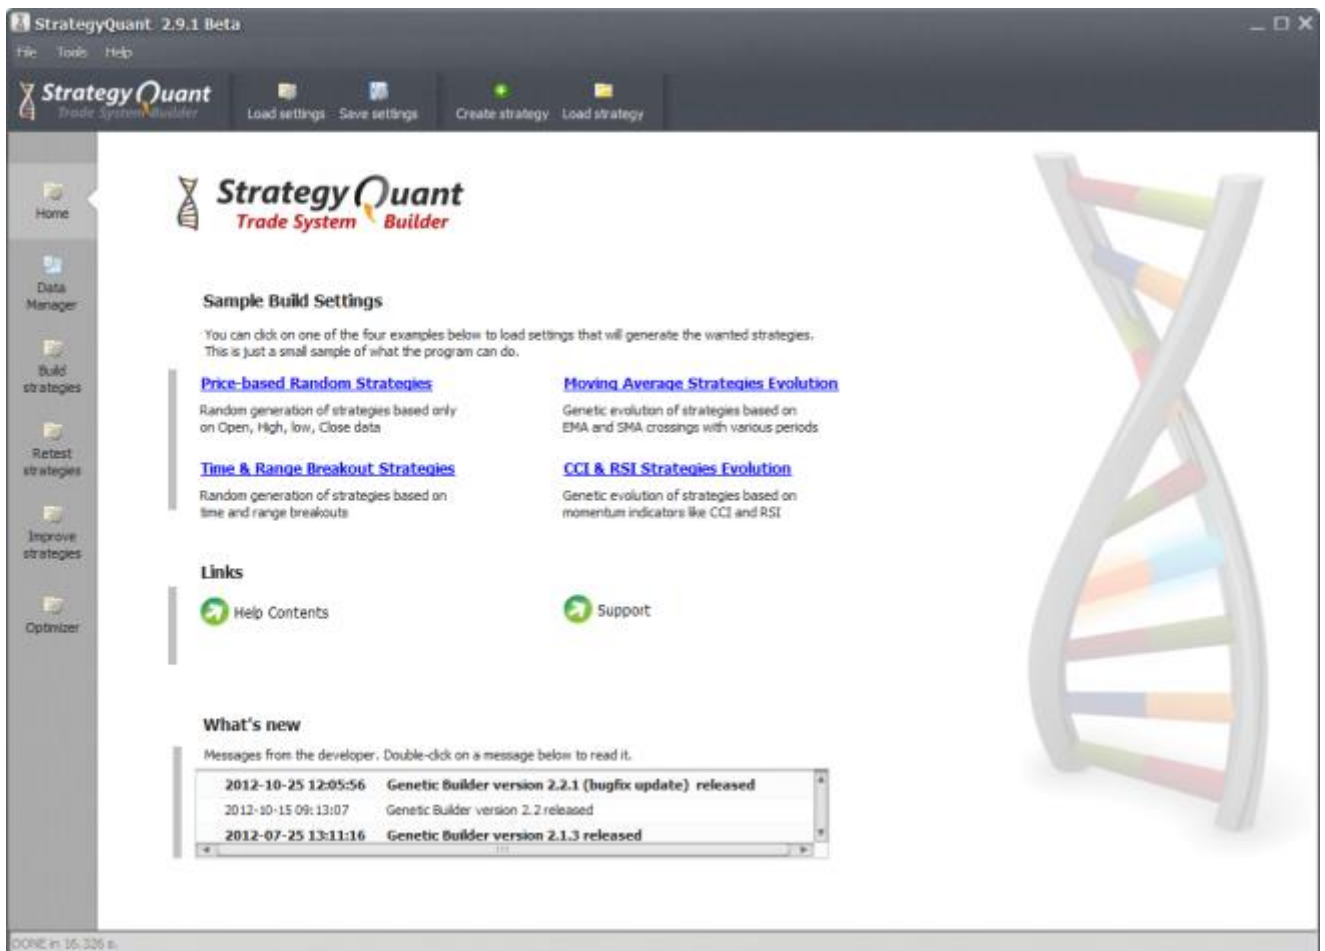 StrategyQuant 2.9.1 Beta
File Tools Help
Strategy Quant
Trade System Builder
Load settings Save settings Create strategy Load strategy
Home
Data
Manager
Build
strategies
Retest
strategies
Improve
strategies
Optimizer
Strategy Quant
Trade System Builder
Sample Build Settings
You can click on one of the four examples below to load settings that will generate the wanted strategies.
This is just a small sample of what the program can do.
Price-based Random Strategies
Random generation of strategies based only
on Open, High, low, Close data
Moving Average Strategies Evolution
Genetic evolution of strategies based on
EMA and SMA crossings with various periods
Time & Range Breakout Strategies
Random generation of strategies based on
time and range breakouts
CCI & RSI Strategies Evolution
Genetic evolution of strategies based on
momentum indicators like CCI and RSI
Links
Help Contents
Support
What's new
Messages from the developer. Double-click on a message below to read it.
2012-10-25 12:05:56 Genetic Builder version 2.2.1 (bugfix update) released
2012-10-15 09:13:07 Genetic Builder version 2.2 released
2012-07-25 13:11:16 Genetic Builder version 2.1.3 released
DONE in 16.326 s.